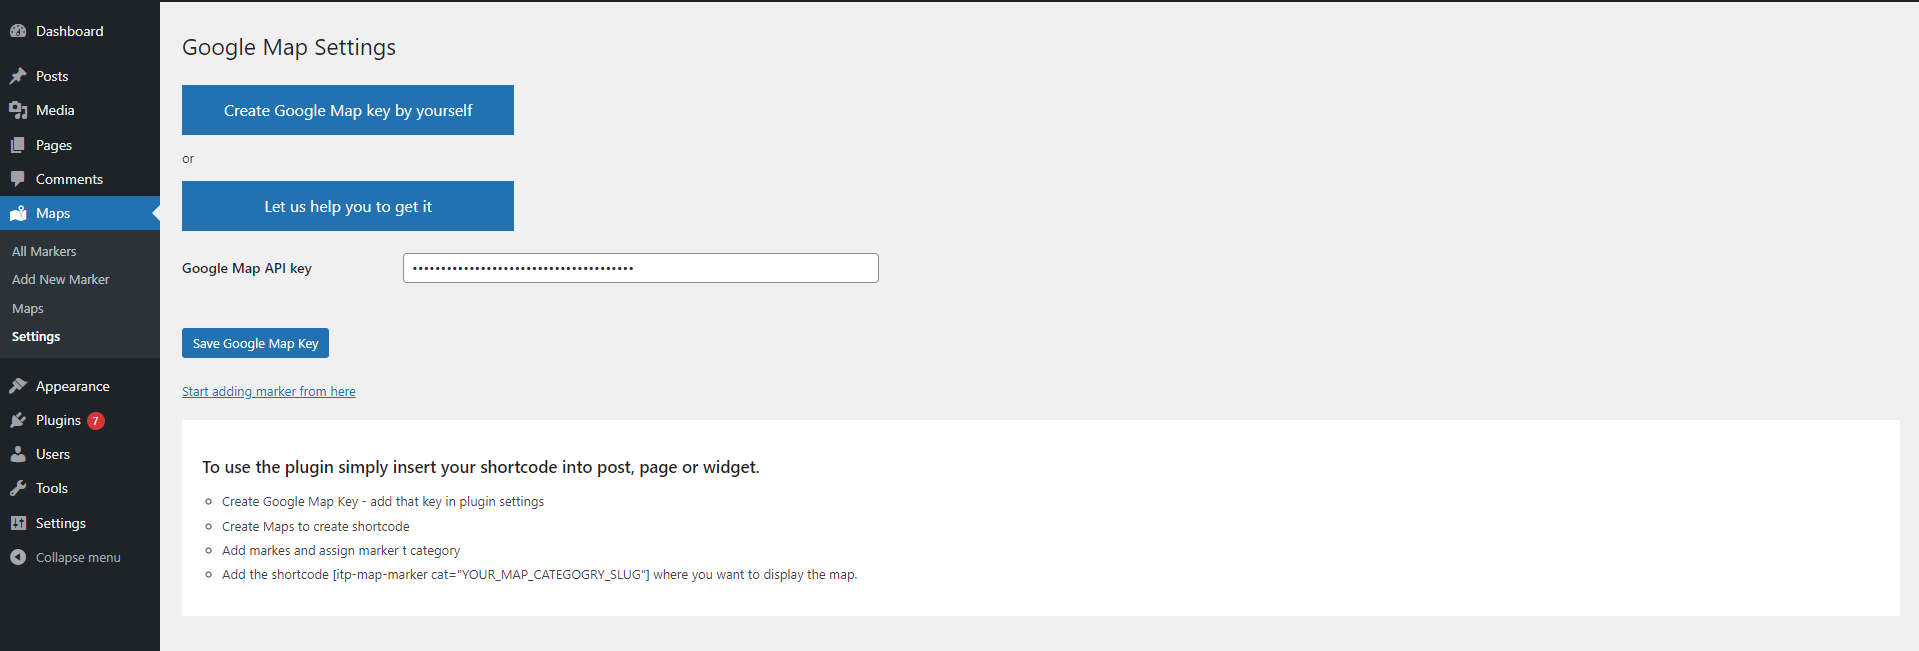 Dashboard
Posts
Media
Pages
Comments
Maps
All Markers
Add New Marker
Maps
Settings
Appearance
Plugins 7
Users
Tools
Settings
Collapse menu
Google Map Settings
Create Google Map key by yourself
or
Let us help you to get it
Google Map API key
Save Google Map Key
Start adding marker from here
To use the plugin simply insert your shortcode into post, page or widget.
Create Google Map Key - add that key in plugin settings
Create Maps to create shortcode
Add markes and assign marker t category
Add the shortcode [itp-map-marker cat="YOUR_MAP_CATEGOGRY_SLUG"] where you want to display the map.